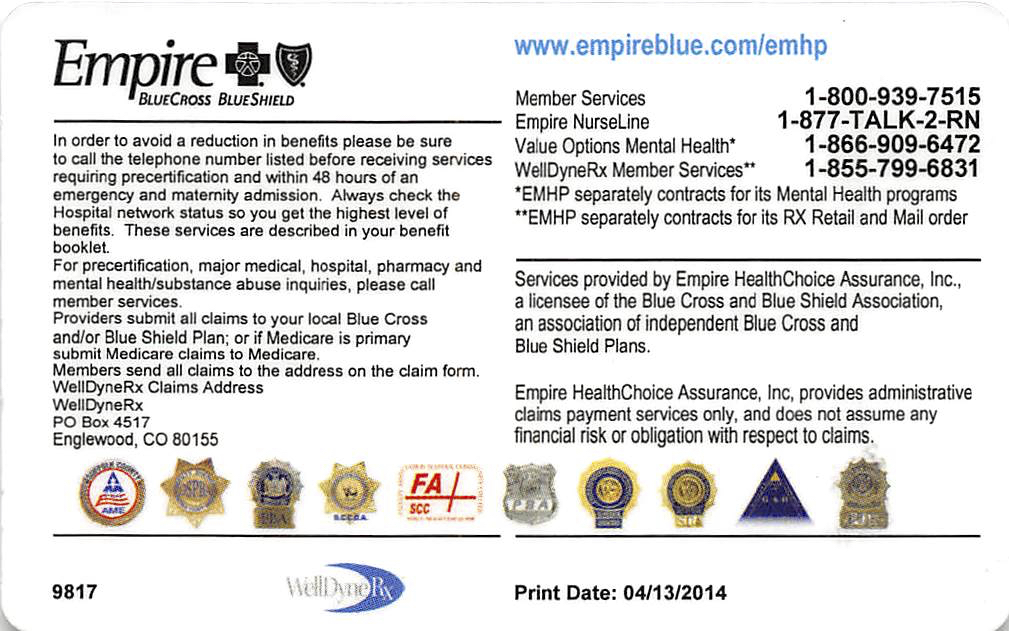 Empire
BLUECROSS BLUESHIELD
In order to avoid a reduction in benefits please be sure
to call the telephone number listed before receiving services
requiring precertification and within 48 hours of an
emergency and maternity admission. Always check the
Hospital network status so you get the highest level of
benefits. These services are described in your benefit
booklet.
For precertification, major medical, hospital, pharmacy and
mental health/substance abuse inquiries, please call
member services.
Providers submit all claims to your local Blue Cross
and/or Blue Shield Plan; or if Medicare is primary
submit Medicare claims to Medicare.
Members send all claims to the address on the claim form.
WellDyneRx Claims Address
WellDyneRx
PO Box 4517
Englewood, CO 80155
www.empireblue.com/emhp
Member Services 1-800-939-7515
Empire NurseLine 1-877-TALK-2-RN
Value Options Mental Health* 1-866-909-6472
WellDyneRx Member Services** 1-855-799-6831
*EMHP separately contracts for its Mental Health programs
**EMHP separately contracts for its RX Retail and Mail order
Services provided by Empire HealthChoice Assurance, Inc.,
a licensee of the Blue Cross and Blue Shield Association,
an association of independent Blue Cross and
Blue Shield Plans.
Empire HealthChoice Assurance, Inc, provides administrative
claims payment services only, and does not assume any
financial risk or obligation with respect to claims.
AME
FA
SCC
PBA
9817
WellDyneRx
Print Date: 04/13/2014